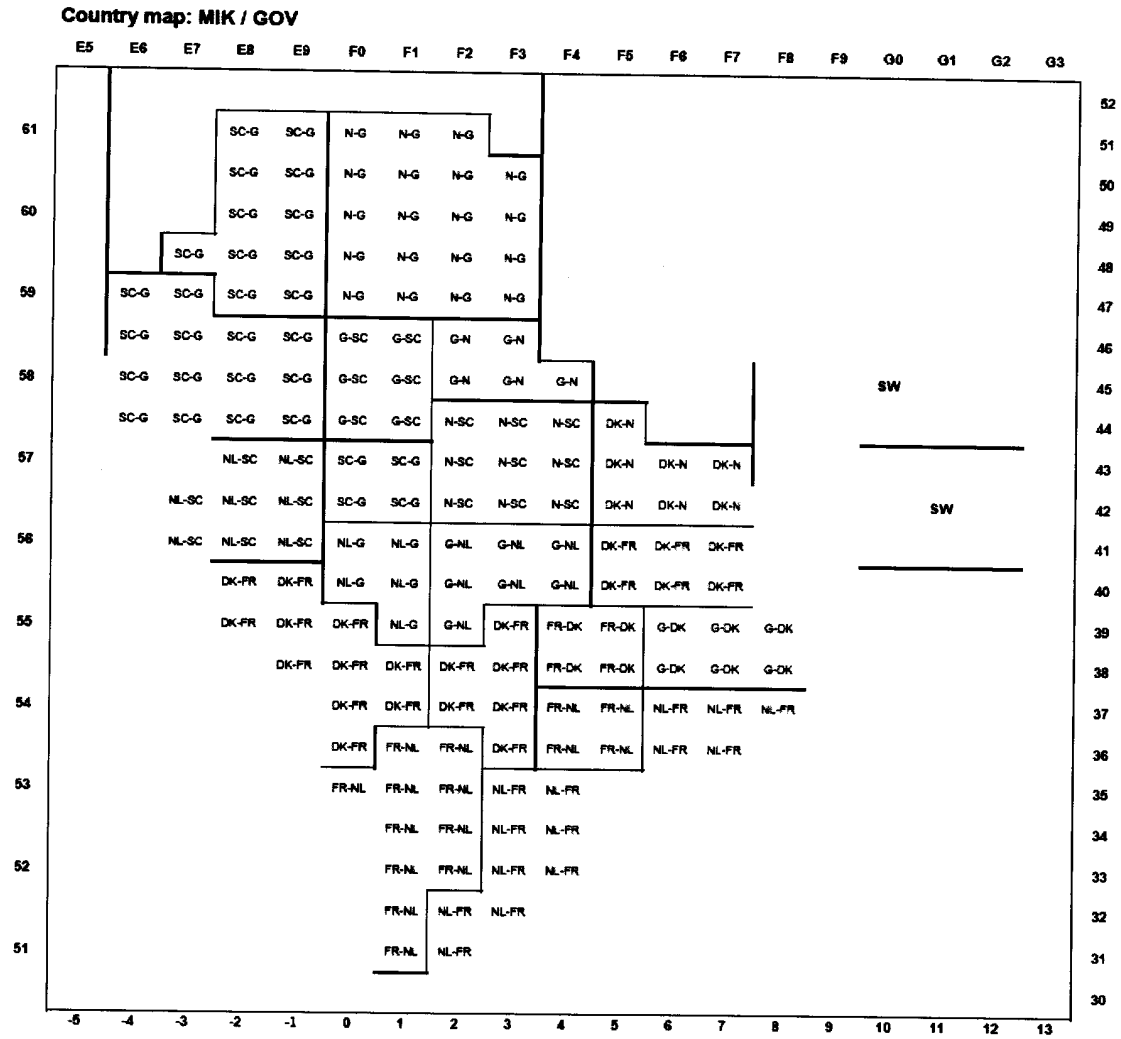 Country map: MIK / GOV
E5 E6 E7 E8 E9 F0 F1 F2 F3 F4 F5 F6 F7 F8 F9 G0 G1 G2 G3
52
61 SC-G SC-G N-G N-G N-G 51
SC-G SC-G N-G N-G N-G N-G 50
60 SC-G SC-G N-G N-G N-G N-G 49
SC-G SC-G SC-G N-G N-G N-G N-G 48
59 SC-G SC-G SC-G SC-G N-G N-G N-G N-G 47
SC-G SC-G SC-G SC-G G-SC G-SC G-N G-N 46
58 SC-G SC-G SC-G SC-G G-SC G-SC G-N G-N G-N SW 45
SC-G SC-G SC-G SC-G G-SC G-SC N-SC N-SC N-SC DK-N 44
57 NL-SC NL-SC SC-G SC-G N-SC N-SC N-SC DK-N DK-N DK-N 43
NL-SC NL-SC NL-SC SC-G SC-G N-SC N-SC N-SC DK-N DK-N DK-N SW 42
56 NL-SC NL-SC NL-SC NL-G NL-G G-NL G-NL G-NL DK-FR DK-FR DK-FR 41
DK-FR DK-FR NL-G NL-G G-NL G-NL G-NL DK-FR DK-FR DK-FR 40
55 DK-FR DK-FR DK-FR NL-G G-NL DK-FR FR-DK FR-DK G-DK G-DK G-DK 39
DK-FR DK-FR DK-FR DK-FR DK-FR FR-DK FR-DK G-DK G-DK G-DK 38
54 DK-FR DK-FR DK-FR DK-FR FR-NL FR-NL NL-FR NL-FR NL-FR 37
DK-FR FR-NL FR-NL DK-FR FR-NL FR-NL NL-FR NL-FR 36
53 FR-NL FR-NL FR-NL NL-FR NL-FR 35
FR-NL FR-NL NL-FR NL-FR 34
52 FR-NL FR-NL NL-FR NL-FR 33
FR-NL NL-FR NL-FR 32
51 FR-NL NL-FR 31
30
-5 -4 -3 -2 -1 0 1 2 3 4 5 6 7 8 9 10 11 12 13